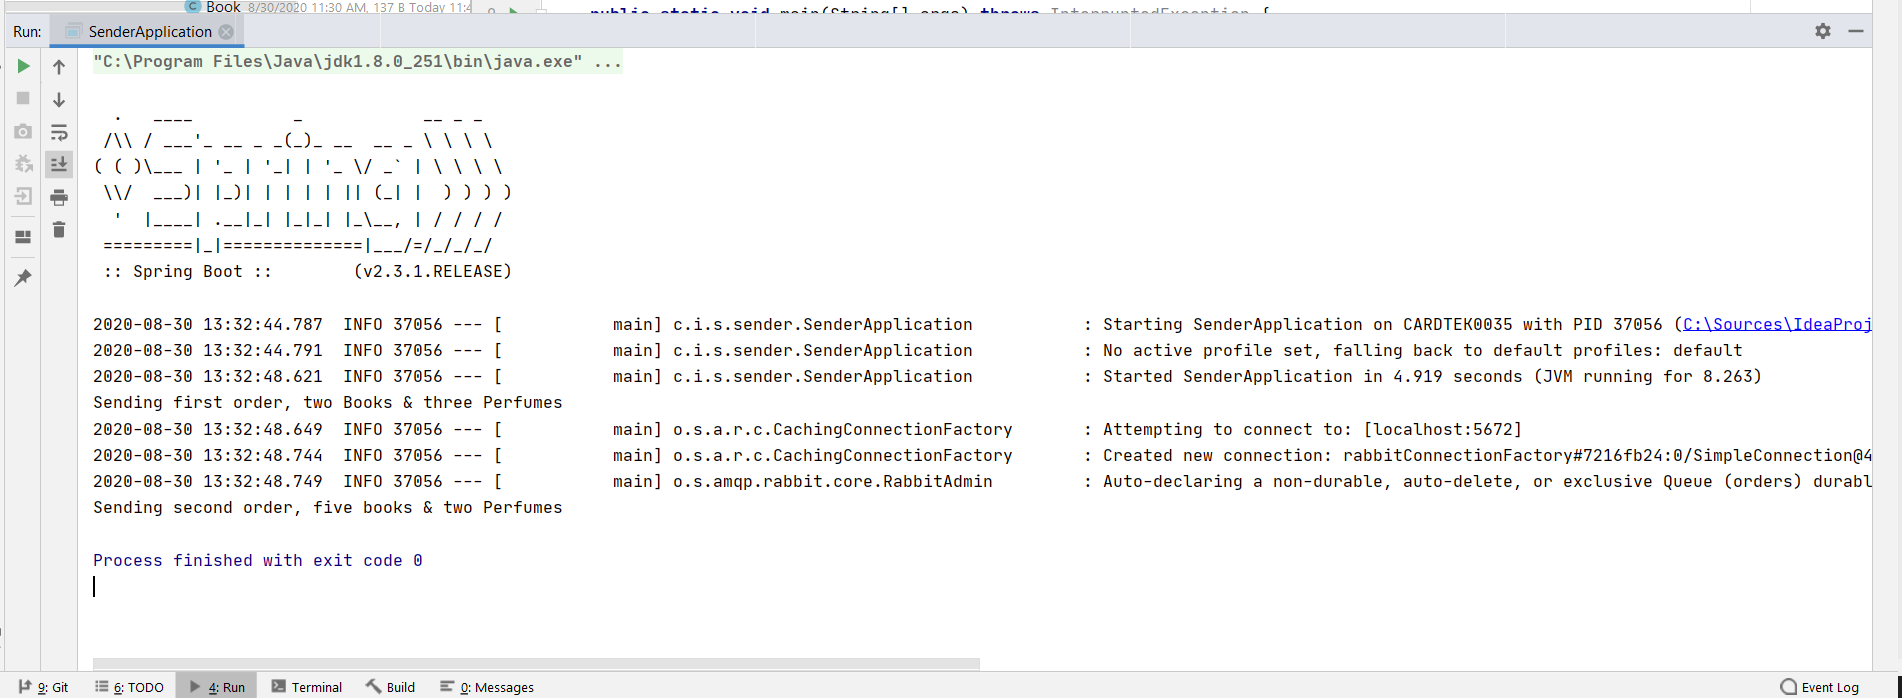 Book 8/30/2020 11:30 AM, 137 B Today 11:4
public static void main(String[] args) throws InterruptedException {
Run: SenderApplication
"C:\Program Files\Java\jdk1.8.0_251\bin\java.exe" ...
  .   ____          _            __ _ _
 /\\ / ___'_ __ _ _(_)_ __  __ _ \ \ \ \
( ( )\___ | '_ | '_| | '_ \/ _` | \ \ \ \
 \\/  ___)| |_)| | | | | || (_| |  ) ) ) )
  '  |____| .__|_| |_|_| |_\__, | / / / /
 =========|_|==============|___/=/_/_/_/
 :: Spring Boot ::        (v2.3.1.RELEASE)
2020-08-30 13:32:44.787  INFO 37056 --- [           main] c.i.s.sender.SenderApplication           : Starting SenderApplication on CARDTEK0035 with PID 37056 (C:\Sources\IdeaProj
2020-08-30 13:32:44.791  INFO 37056 --- [           main] c.i.s.sender.SenderApplication           : No active profile set, falling back to default profiles: default
2020-08-30 13:32:48.621  INFO 37056 --- [           main] c.i.s.sender.SenderApplication           : Started SenderApplication in 4.919 seconds (JVM running for 8.263)
Sending first order, two Books & three Perfumes
2020-08-30 13:32:48.649  INFO 37056 --- [           main] o.s.a.r.c.CachingConnectionFactory       : Attempting to connect to: [localhost:5672]
2020-08-30 13:32:48.744  INFO 37056 --- [           main] o.s.a.r.c.CachingConnectionFactory       : Created new connection: rabbitConnectionFactory#7216fb24:0/SimpleConnection@4
2020-08-30 13:32:48.749  INFO 37056 --- [           main] o.s.amqp.rabbit.core.RabbitAdmin         : Auto-declaring a non-durable, auto-delete, or exclusive Queue (orders) durabl
Sending second order, five books & two Perfumes
Process finished with exit code 0
9: Git 6: TODO 4: Run Terminal Build 0: Messages Event Log